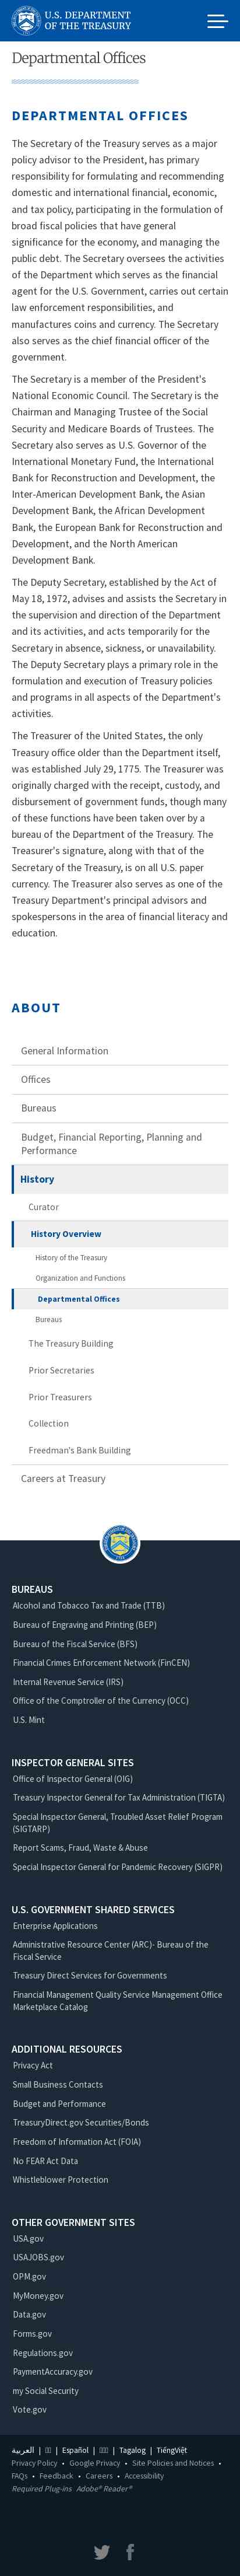 U.S. DEPARTMENT
OF THE TREASURY
Departmental Offices
DEPARTMENTAL OFFICES
The Secretary of the Treasury serves as a major
policy advisor to the President, has primary
responsibility for formulating and recommending
domestic and international financial, economic,
and tax policy, participating in the formulation of
broad fiscal policies that have general
significance for the economy, and managing the
public debt. The Secretary oversees the activities
of the Department which serves as the financial
agent for the U.S. Government, carries out certain
law enforcement responsibilities, and
manufactures coins and currency. The Secretary
also serves as the chief financial officer of the
government.
The Secretary is a member of the President's
National Economic Council. The Secretary is the
Chairman and Managing Trustee of the Social
Security and Medicare Boards of Trustees. The
Secretary also serves as U.S. Governor of the
International Monetary Fund, the International
Bank for Reconstruction and Development, the
Inter-American Development Bank, the Asian
Development Bank, the African Development
Bank, the European Bank for Reconstruction and
Development, and the North American
Development Bank.
The Deputy Secretary, established by the Act of
May 18, 1972, advises and assists the Secretary in
the supervision and direction of the Department
and its activities, and acts temporarily for the
Secretary in absence, sickness, or unavailability.
The Deputy Secretary plays a primary role in the
formulation and execution of Treasury policies
and programs in all aspects of the Department's
activities.
The Treasurer of the United States, the only
Treasury office older than the Department itself,
was established July 29, 1775. The Treasurer was
originally charged with the receipt, custody, and
disbursement of government funds, though many
of these functions have been taken over by a
bureau of the Department of the Treasury. The
Treasurer's signature, along with that of the
Secretary of the Treasury, is on all U.S. paper
currency. The Treasurer also serves as one of the
Treasury Department's principal advisors and
spokespersons in the area of financial literacy and
education.
ABOUT
General Information
Offices
Bureaus
Budget, Financial Reporting, Planning and
Performance
History
Curator
History Overview
History of the Treasury
Organization and Functions
Departmental Offices
Bureaus
The Treasury Building
Prior Secretaries
Prior Treasurers
Collection
Freedman's Bank Building
Careers at Treasury
BUREAUS
Alcohol and Tobacco Tax and Trade (TTB)
Bureau of Engraving and Printing (BEP)
Bureau of the Fiscal Service (BFS)
Financial Crimes Enforcement Network (FinCEN)
Internal Revenue Service (IRS)
Office of the Comptroller of the Currency (OCC)
U.S. Mint
INSPECTOR GENERAL SITES
Office of Inspector General (OIG)
Treasury Inspector General for Tax Administration (TIGTA)
Special Inspector General, Troubled Asset Relief Program
(SIGTARP)
Report Scams, Fraud, Waste & Abuse
Special Inspector General for Pandemic Recovery (SIGPR)
U.S. GOVERNMENT SHARED SERVICES
Enterprise Applications
Administrative Resource Center (ARC)- Bureau of the
Fiscal Service
Treasury Direct Services for Governments
Financial Management Quality Service Management Office
Marketplace Catalog
ADDITIONAL RESOURCES
Privacy Act
Small Business Contacts
Budget and Performance
TreasuryDirect.gov Securities/Bonds
Freedom of Information Act (FOIA)
No FEAR Act Data
Whistleblower Protection
OTHER GOVERNMENT SITES
USA.gov
USAJOBS.gov
OPM.gov
MyMoney.gov
Data.gov
Forms.gov
Regulations.gov
PaymentAccuracy.gov
my Social Security
Vote.gov
العربية | | Español | | Tagalog | TiếngViệt
Privacy Policy • Google Privacy • Site Policies and Notices •
FAQs • Feedback • Careers • Accessibility
Required Plug-ins Adobe® Reader®